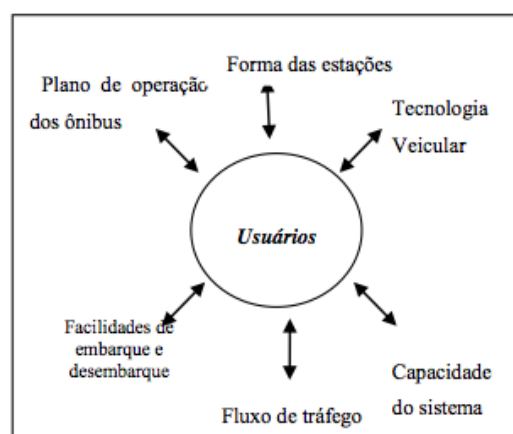 Forma das estações
Plano de operação
dos ônibus
Tecnologia
Veicular
Usuários
Facilidades de
embarque e
desembarque
Capacidade
do sistema
Fluxo de tráfego